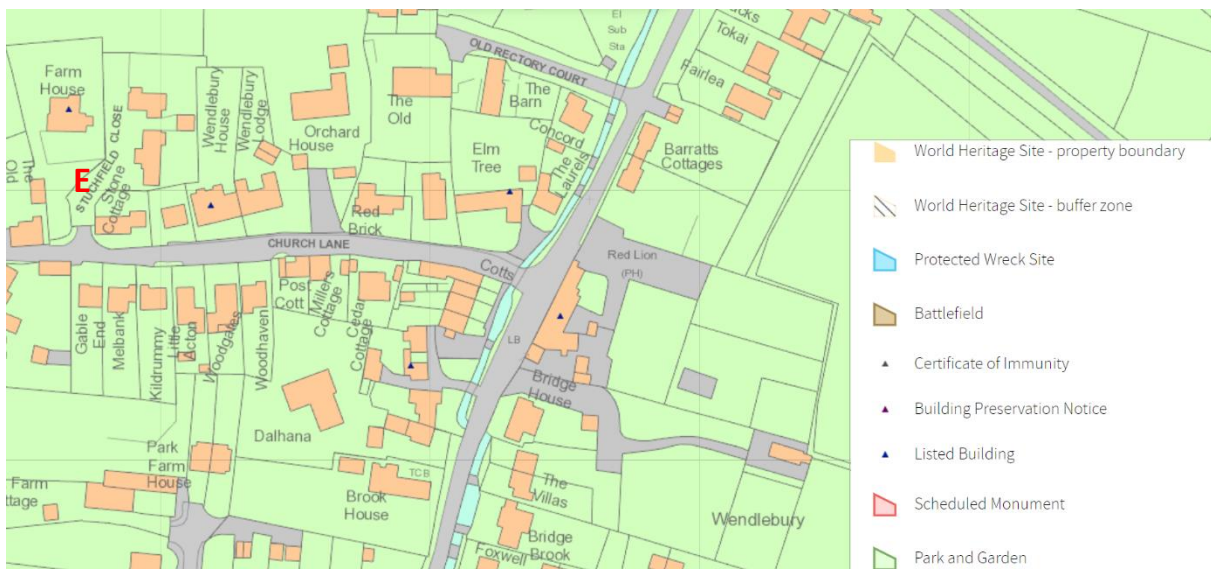 El
Sub
Sta
Tokai
OLD RECTORY COURT
Fairlea
Farm
House
STUCHFIELD CLOSE
Wendlebury
House
Wendlebury
Lodge
Orchard
House
The
Old
The
Barn
Concord
The
Laurels
Elm
Tree
Barratts
Cottages
The
Old
E
Stone
Cottage
Red
Brick
CHURCH LANE
Cotts
Red Lion
(PH)
Post
Cott
Millers
Cottage
Cedar
Cottage
LB
Gable
End
Melbank
Kildrummy
Little
Acton
Woodgates
Woodhaven
Bridge
House
Dalhana
Park
Farm
House
TCB
Brook
House
The
Villas
Wendlebury
Farm
Bridge
Brook
Foxwell
World Heritage Site - property boundary
World Heritage Site - buffer zone
Protected Wreck Site
Battlefield
Certificate of Immunity
Building Preservation Notice
Listed Building
Scheduled Monument
Park and Garden